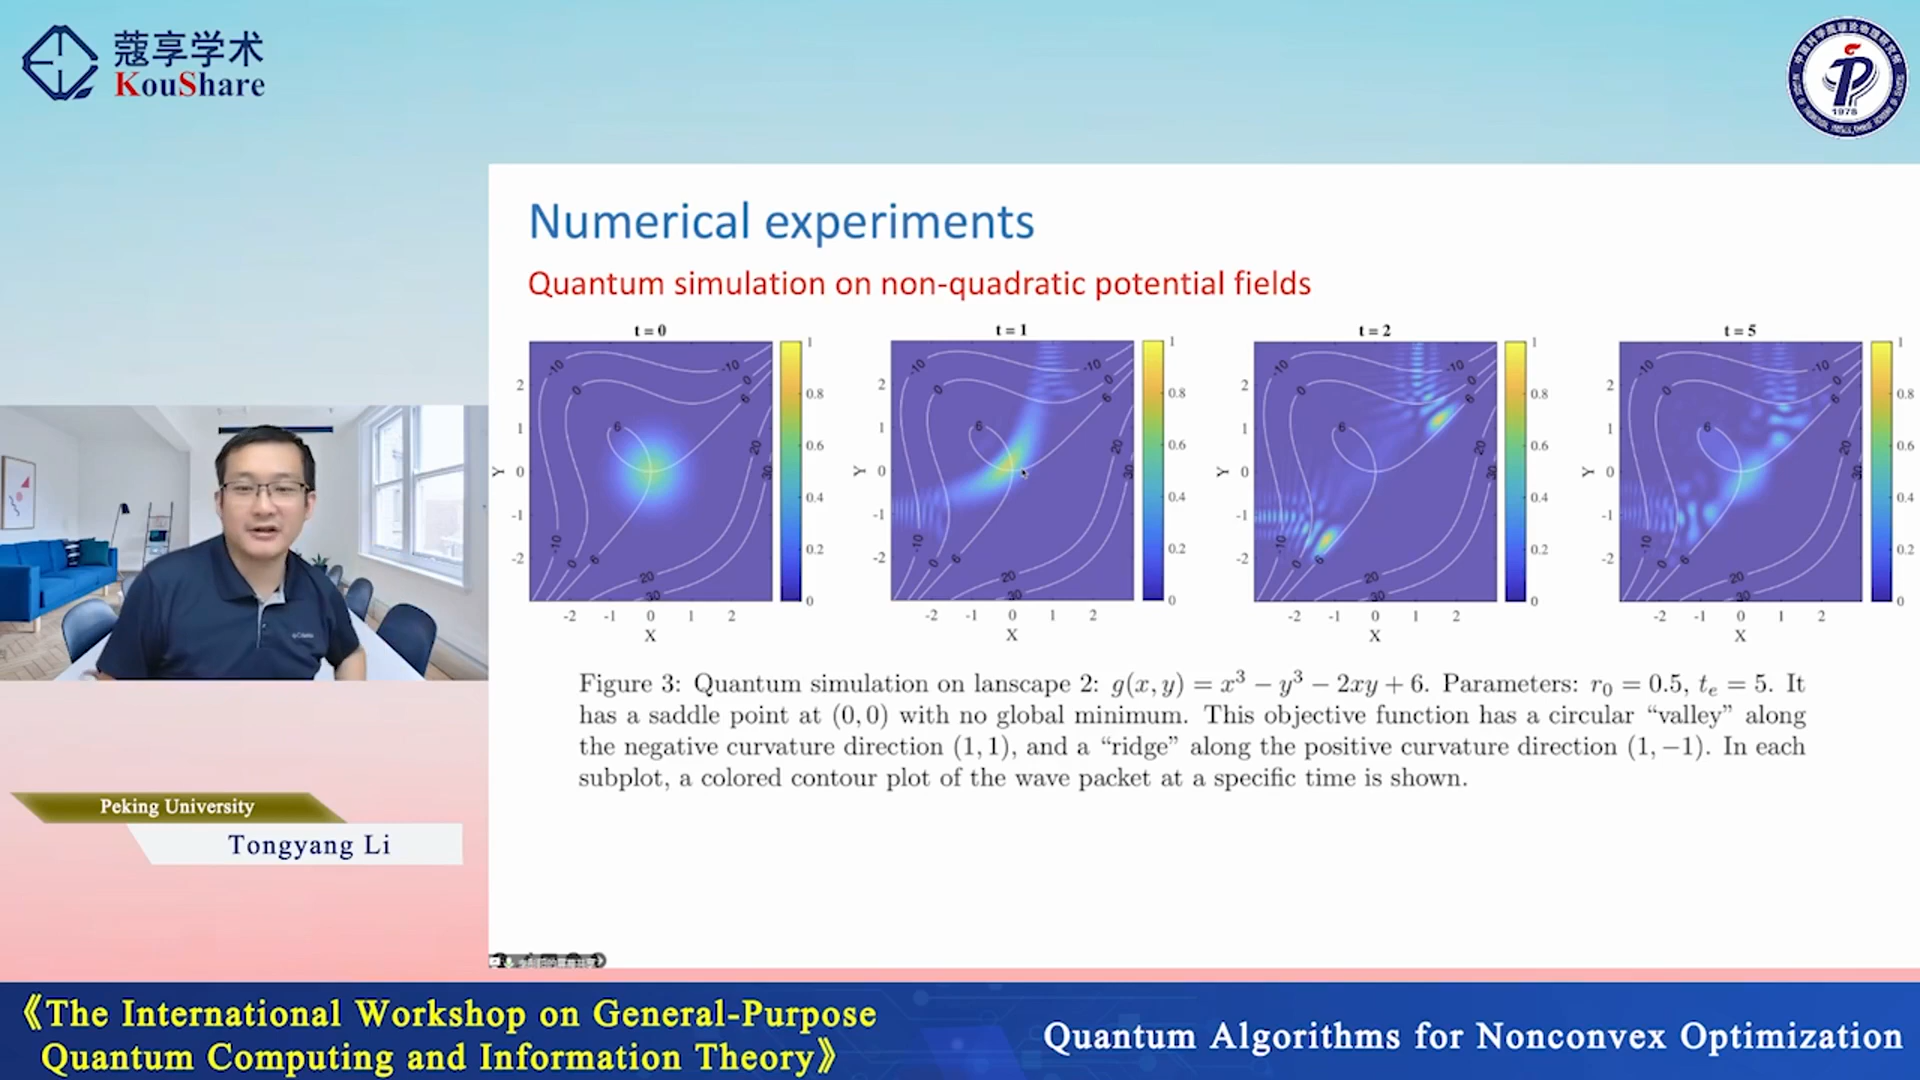 蔻享学术
KouShare
1978
Numerical experiments
Quantum simulation on non-quadratic potential fields
t = 0
t = 1
t = 2
t = 5
Figure 3: Quantum simulation on lanscape 2: g(x, y) = x³ − y³ − 2xy + 6. Parameters: r₀ = 0.5, tₑ = 5. It
has a saddle point at (0, 0) with no global minimum. This objective function has a circular “valley” along
the negative curvature direction (1, 1), and a “ridge” along the positive curvature direction (1, −1). In each
subplot, a colored contour plot of the wave packet at a specific time is shown.
Peking University
Tongyang Li
《The International Workshop on General-Purpose
Quantum Computing and Information Theory》
Quantum Algorithms for Nonconvex Optimization